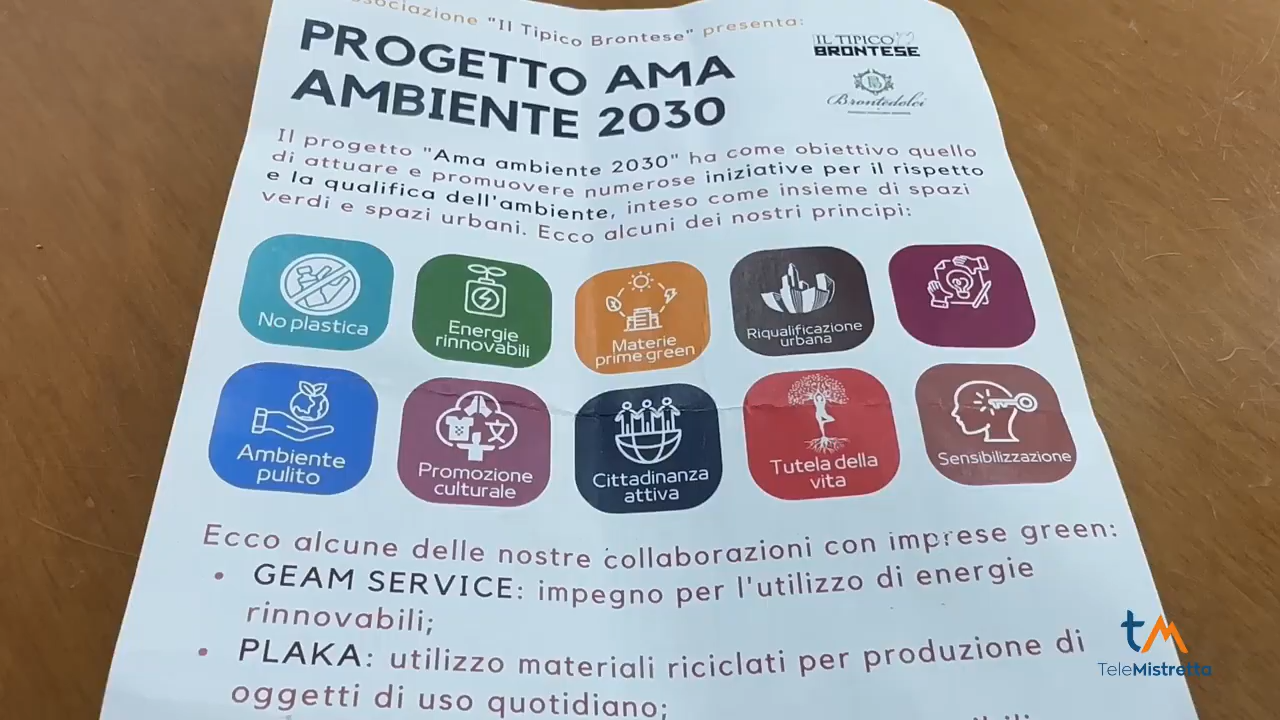 "Il Tipico Brontese" presenta:
PROGETTO AMA
AMBIENTE 2030
IL TIPICO
BRONTESE
Brontedolci
Il progetto "Ama ambiente 2030" ha come obiettivo quello
di attuare e promuovere numerose iniziative per il rispetto
e la qualifica dell'ambiente, inteso come insieme di spazi
verdi e spazi urbani. Ecco alcuni dei nostri principi:
No plastica
Energie
rinnovabili
Materie
prime green
Riqualificazione
urbana
Ambiente
pulito
Promozione
culturale
Cittadinanza
attiva
Tutela della
vita
Sensibilizzazione
Ecco alcune delle nostre collaborazioni con imprese green:
• GEAM SERVICE: impegno per l'utilizzo di energie
rinnovabili;
• PLAKA: utilizzo materiali riciclati per produzione di
oggetti di uso quotidiano;
tM
TeleMistretta